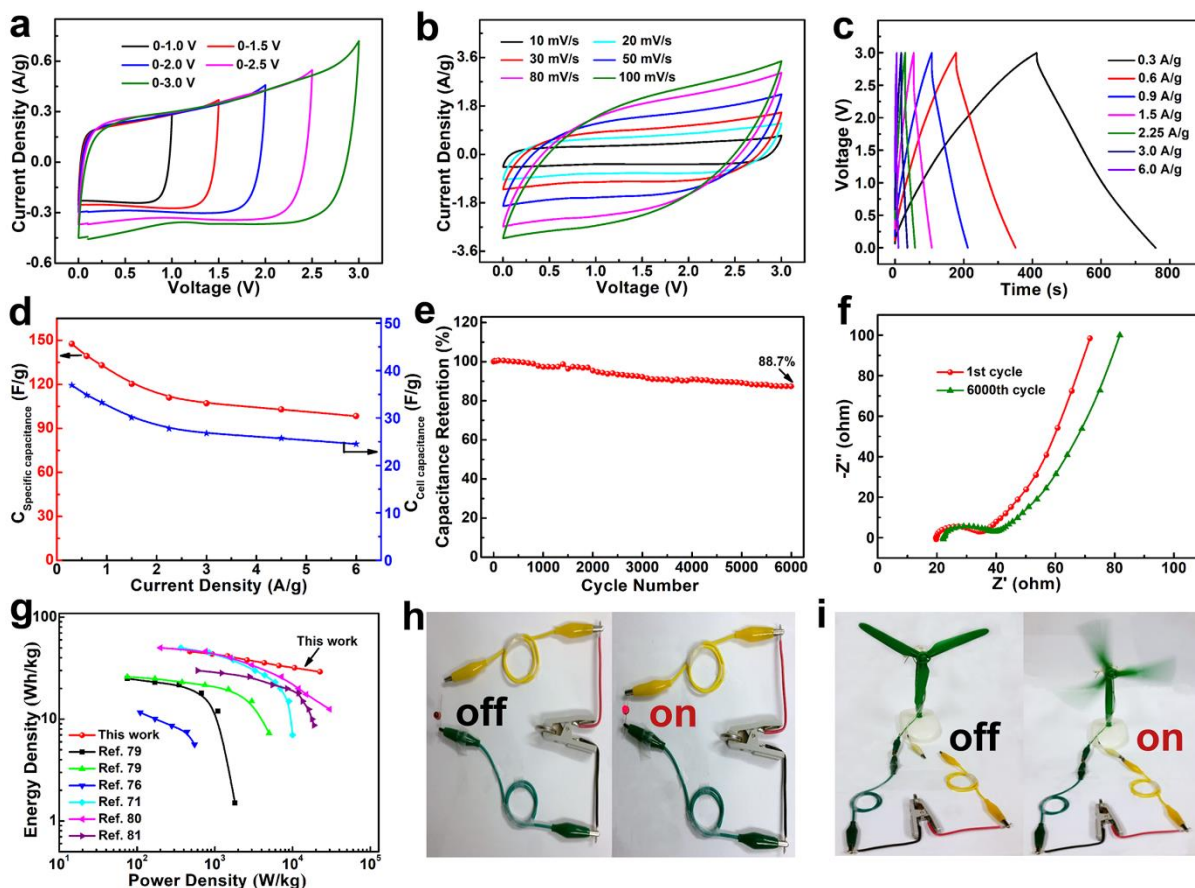 a
Current Density (A/g)
0.6
0.3
0.0
-0.3
-0.6
0-1.0 V
0-1.5 V
0-2.0 V
0-2.5 V
0-3.0 V
0.0 0.5 1.0 1.5 2.0 2.5 3.0
Voltage (V)
b
Current Density (A/g)
3.6
1.8
0.0
-1.8
-3.6
10 mV/s
20 mV/s
30 mV/s
50 mV/s
80 mV/s
100 mV/s
0.0 0.5 1.0 1.5 2.0 2.5 3.0
Voltage (V)
c
Voltage (V)
3.0
2.5
2.0
1.5
1.0
0.5
0.0
0.3 A/g
0.6 A/g
0.9 A/g
1.5 A/g
2.25 A/g
3.0 A/g
6.0 A/g
0 200 400 600 800
Time (s)
d
C Specific capacitance (F/g)
150
120
90
60
30
0
C Cell capacitance (F/g)
50
40
30
20
10
0
0 1 2 3 4 5 6
Current Density (A/g)
e
Capacitance Retention (%)
120
100
80
60
40
20
0
88.7%
0 1000 2000 3000 4000 5000 6000
Cycle Number
f
-Z'' (ohm)
100
80
60
40
20
0
1st cycle
6000th cycle
0 20 40 60 80 100
Z' (ohm)
g
Energy Density (Wh/kg)
100
10
1
This work
This work
Ref. 79
Ref. 79
Ref. 76
Ref. 71
Ref. 80
Ref. 81
10¹ 10² 10³ 10⁴ 10⁵
Power Density (W/kg)
h
off
on
i
off
on